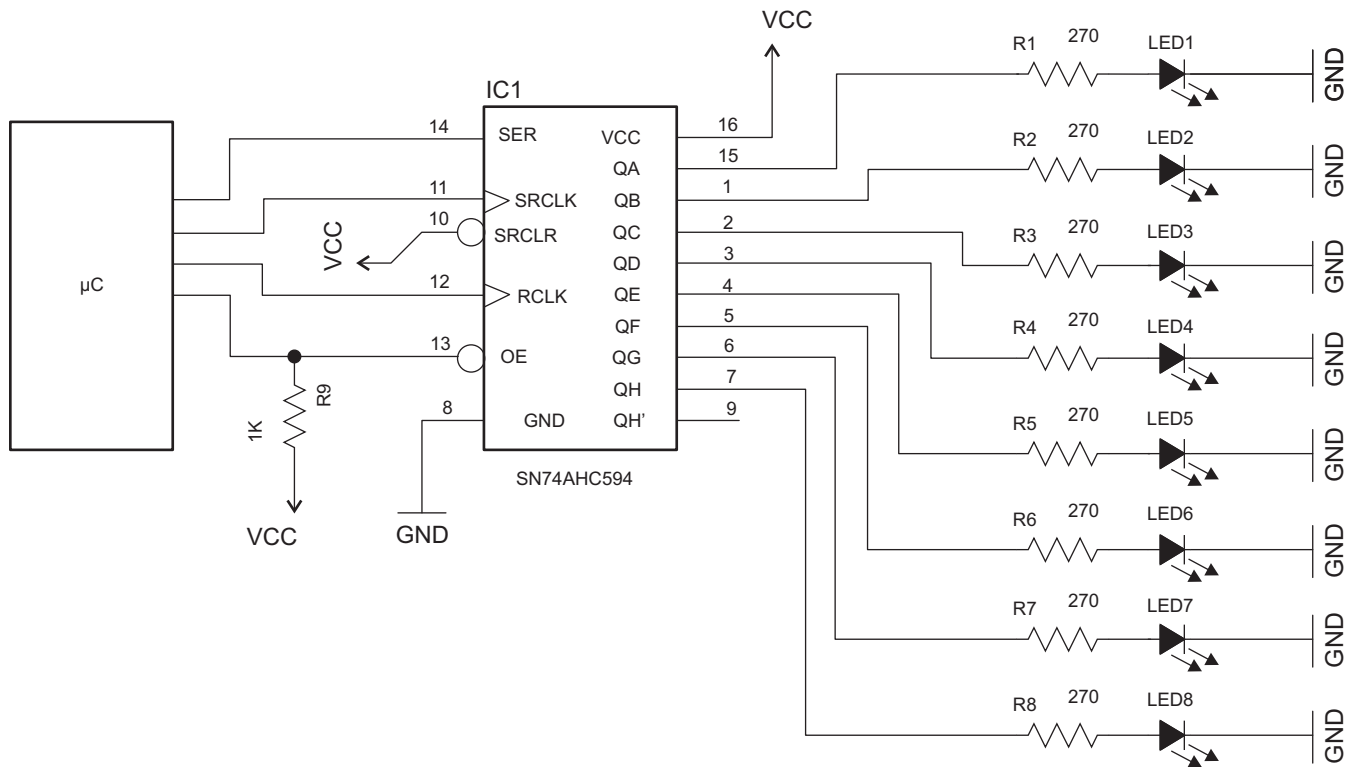 VCC
IC1
µC
14
SER
11
SRCLK
10
SRCLR
VCC
12
RCLK
13
OE
R9
1K
VCC
8
GND
GND
SN74AHC594
VCC
16
QA
15
QB
1
QC
2
QD
3
QE
4
QF
5
QG
6
QH
7
QH'
9
R1
270
LED1
GND
R2
270
LED2
GND
R3
270
LED3
GND
R4
270
LED4
GND
R5
270
LED5
GND
R6
270
LED6
GND
R7
270
LED7
GND
R8
270
LED8
GND